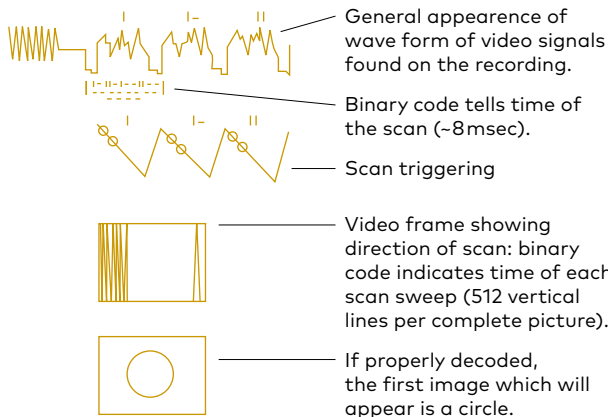 General appearence of
wave form of video signals
found on the recording.
Binary code tells time of
the scan (~8msec).
Scan triggering
Video frame showing
direction of scan: binary
code indicates time of each
scan sweep (512 vertical
lines per complete picture).
If properly decoded,
the first image which will
appear is a circle.